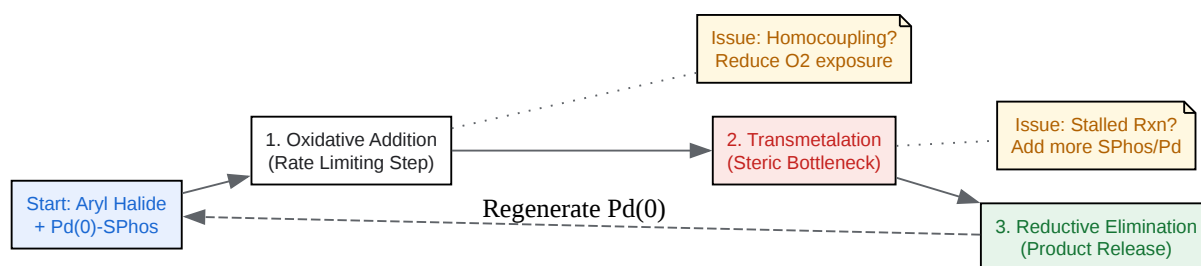 Issue: Homocoupling?
Reduce O2 exposure
1. Oxidative Addition
(Rate Limiting Step)
2. Transmetalation
(Steric Bottleneck)
Issue: Stalled Rxn?
Add more SPhos/Pd
Start: Aryl Halide
+ Pd(0)-SPhos
Regenerate Pd(0)
3. Reductive Elimination
(Product Release)